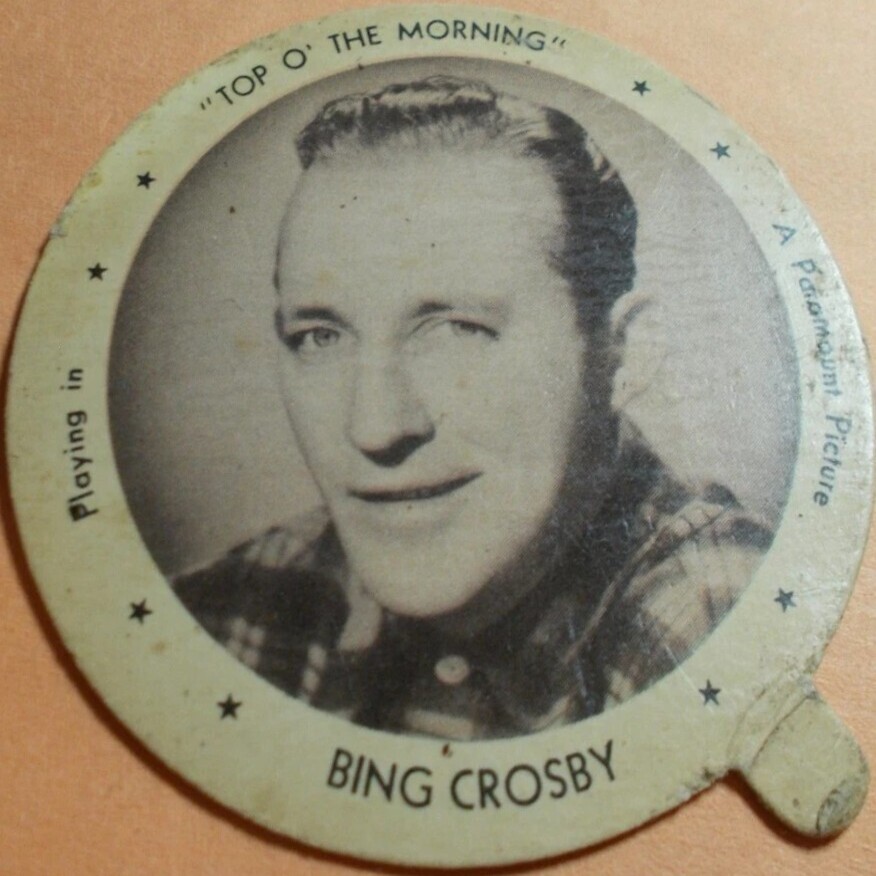 Playing in
"TOP O' THE MORNING"
A Paramount Picture
BING CROSBY